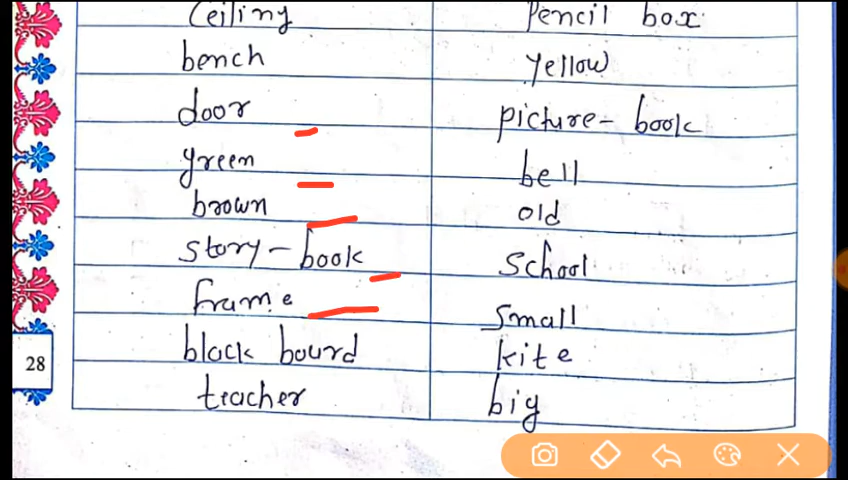 Ceiling Pencil box
bench yellow
door picture-book
green bell
brown old
story-book School
frame small
black board kite
teacher big
28